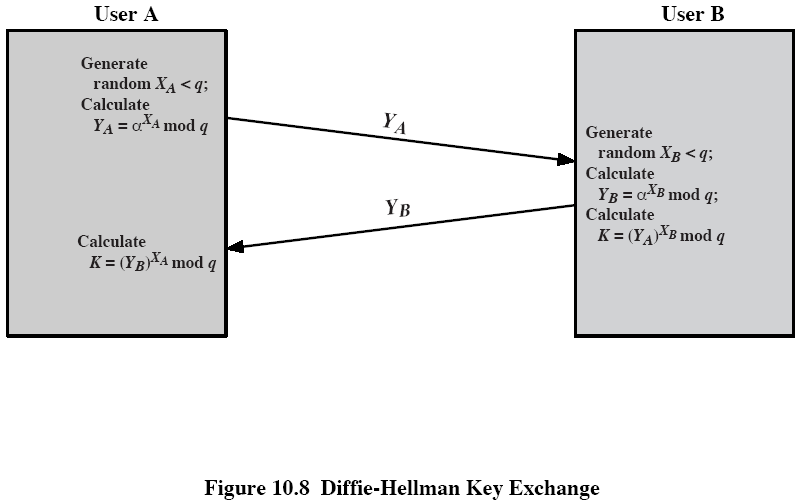 User A
User B
Generate
random X_A < q;
Calculate
Y_A = α^{X_A} mod q
Y_A
Generate
random X_B < q;
Calculate
Y_B = α^{X_B} mod q;
Calculate
K = (Y_A)^{X_B} mod q
Y_B
Calculate
K = (Y_B)^{X_A} mod q
Figure 10.8 Diffie-Hellman Key Exchange